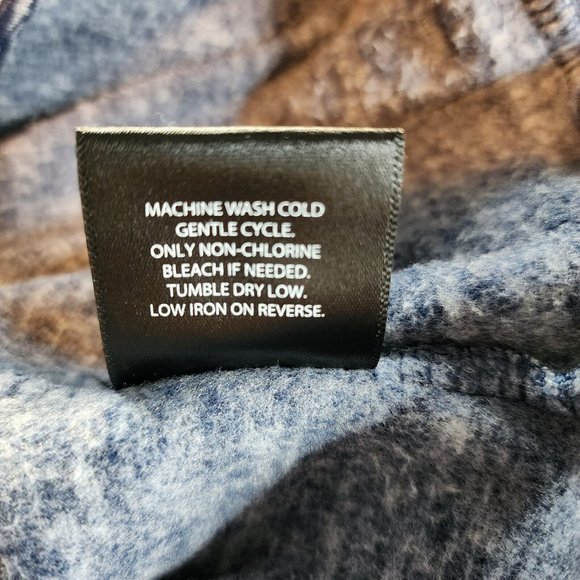 MACHINE WASH COLD
GENTLE CYCLE.
ONLY NON-CHLORINE
BLEACH IF NEEDED.
TUMBLE DRY LOW.
LOW IRON ON REVERSE.